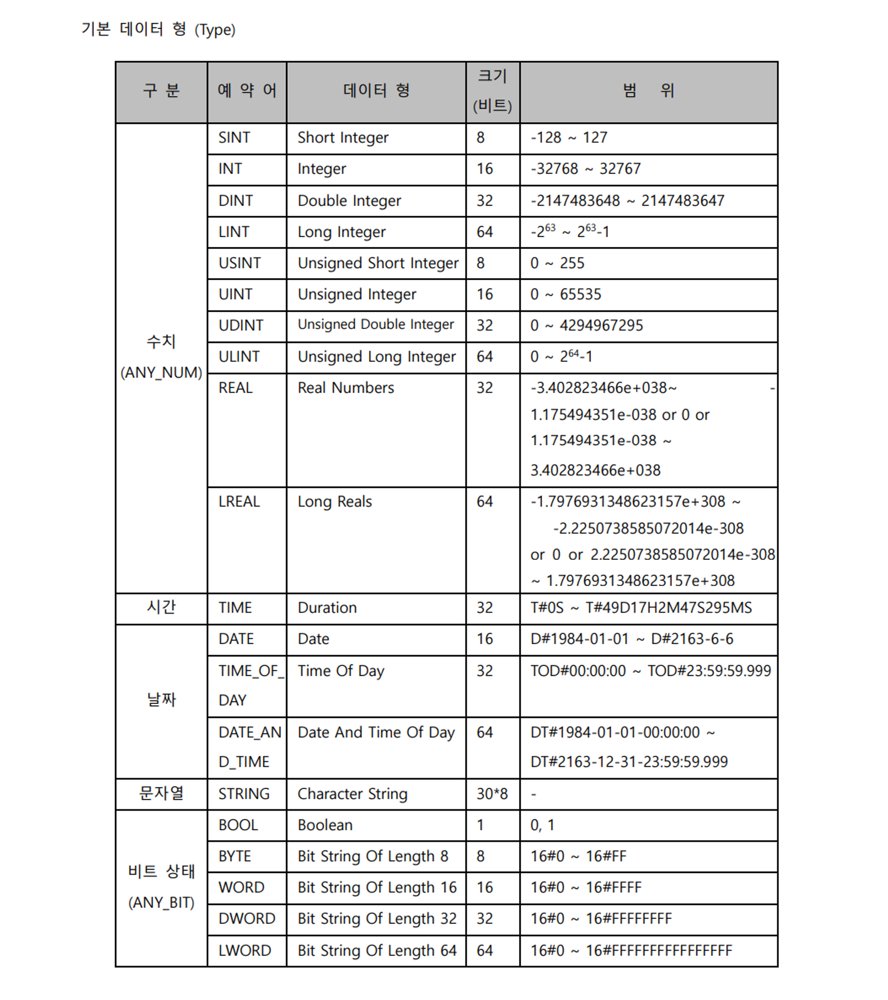 기본 데이터 형 (Type)
구 분 예 약 어 데이터 형 크기 (비트) 범 위
수치 (ANY_NUM)
SINT Short Integer 8 -128 ~ 127
INT Integer 16 -32768 ~ 32767
DINT Double Integer 32 -2147483648 ~ 2147483647
LINT Long Integer 64 -2⁶³ ~ 2⁶³-1
USINT Unsigned Short Integer 8 0 ~ 255
UINT Unsigned Integer 16 0 ~ 65535
UDINT Unsigned Double Integer 32 0 ~ 4294967295
ULINT Unsigned Long Integer 64 0 ~ 2⁶⁴-1
REAL Real Numbers 32 -3.402823466e+038~ -
1.175494351e-038 or 0 or
1.175494351e-038 ~
3.402823466e+038
LREAL Long Reals 64 -1.7976931348623157e+308 ~
-2.2250738585072014e-308
or 0 or 2.2250738585072014e-308
~ 1.7976931348623157e+308
시간 TIME Duration 32 T#0S ~ T#49D17H2M47S295MS
날짜
DATE Date 16 D#1984-01-01 ~ D#2163-6-6
TIME_OF_
DAY Time Of Day 32 TOD#00:00:00 ~ TOD#23:59:59.999
DATE_AN
D_TIME Date And Time Of Day 64 DT#1984-01-01-00:00:00 ~
DT#2163-12-31-23:59:59.999
문자열 STRING Character String 30*8 -
비트 상태
(ANY_BIT)
BOOL Boolean 1 0, 1
BYTE Bit String Of Length 8 8 16#0 ~ 16#FF
WORD Bit String Of Length 16 16 16#0 ~ 16#FFFF
DWORD Bit String Of Length 32 32 16#0 ~ 16#FFFFFFFF
LWORD Bit String Of Length 64 64 16#0 ~ 16#FFFFFFFFFFFFFFFF